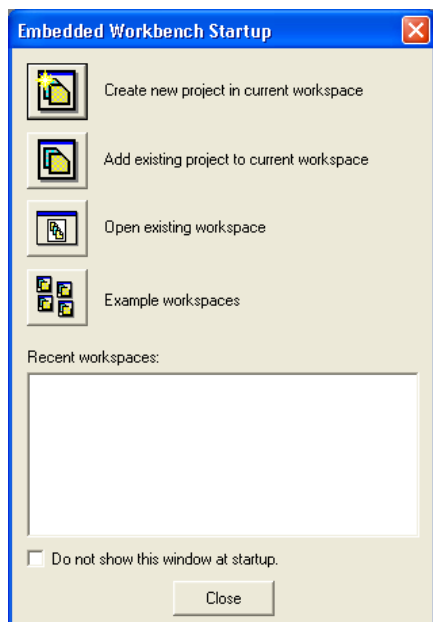 Embedded Workbench Startup
Create new project in current workspace
Add existing project to current workspace
Open existing workspace
Example workspaces
Recent workspaces:
Do not show this window at startup.
Close